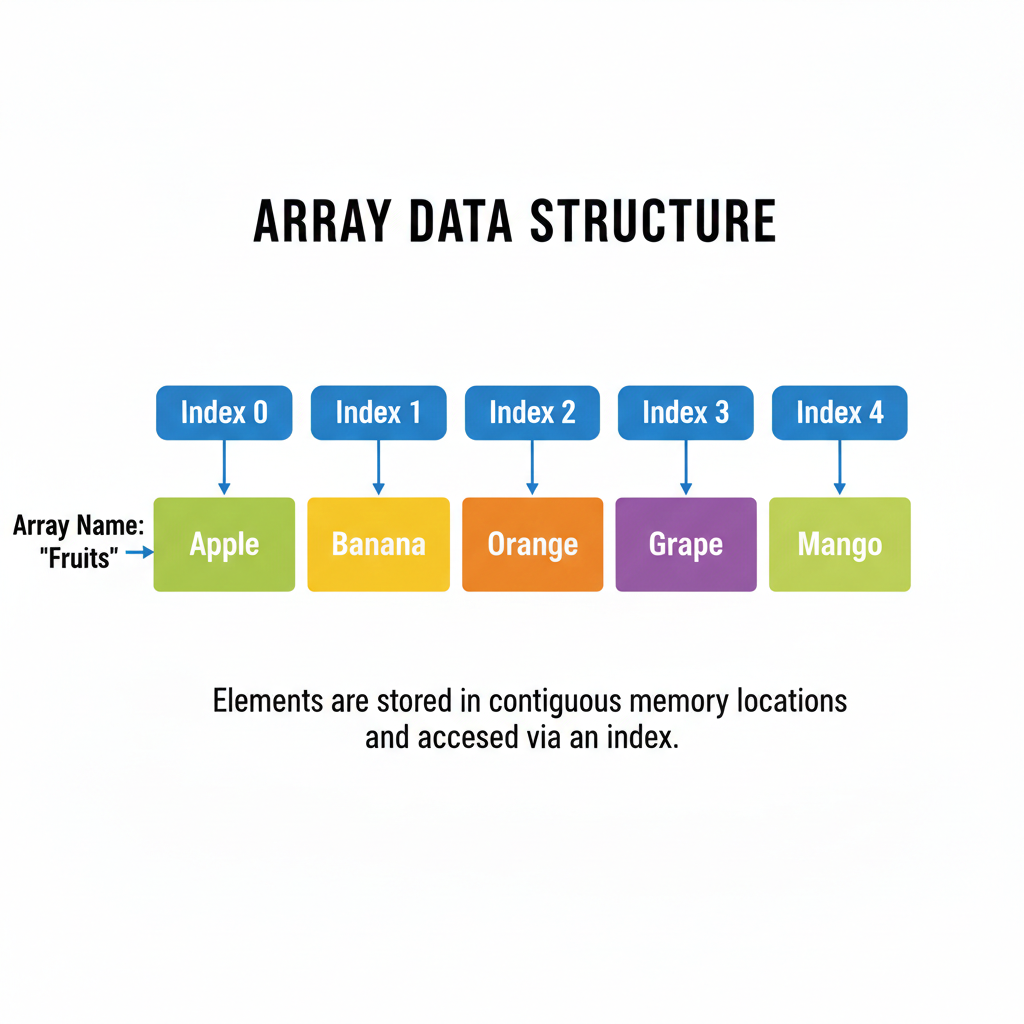 ARRAY DATA STRUCTURE
Index 0
Index 1
Index 2
Index 3
Index 4
Array Name:
"Fruits"
Apple
Banana
Orange
Grape
Mango
Elements are stored in contiguous memory locations
and accesed via an index.